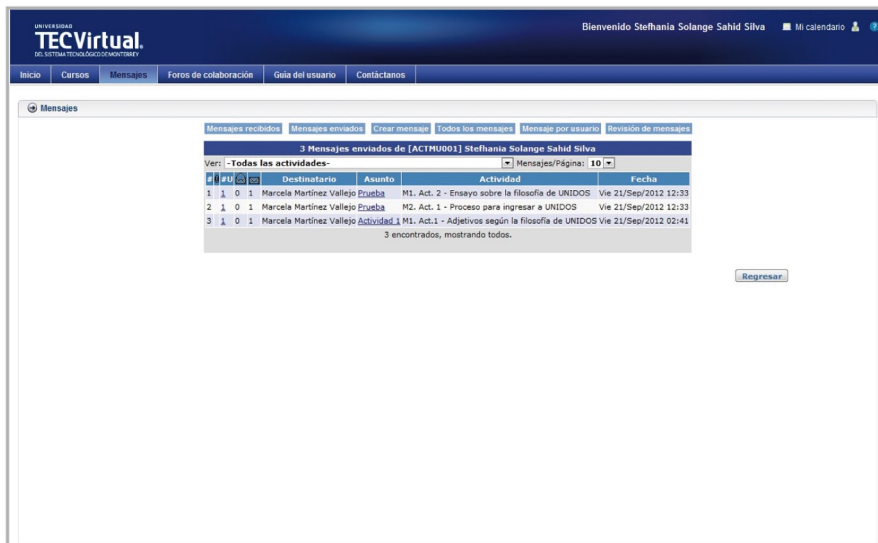 UNIVERSIDAD
TECVirtual®
DEL SISTEMA TECNOLÓGICO DE MONTERREY
Bienvenido Stefhania Solange Sahid Silva Mi calendario
Inicio Cursos Mensajes Foros de colaboración Guia del usuario Contáctanos
Mensajes
Mensajes recibidos Mensajes enviados Crear mensaje Todos los mensajes Mensaje por usuario Revisión de mensajes
3 Mensajes enviados de [ACTMU001] Stefhania Solange Sahid Silva
Ver: -Todas las actividades- Mensajes/Página: 10
# #U Destinatario Asunto Actividad Fecha
1 1 0 1 Marcela Martínez Vallejo Prueba M1. Act. 2 - Ensayo sobre la filosofía de UNIDOS Vie 21/Sep/2012 12:33
2 1 0 1 Marcela Martínez Vallejo Prueba M2. Act. 1 - Proceso para ingresar a UNIDOS Vie 21/Sep/2012 12:33
3 1 0 1 Marcela Martínez Vallejo Actividad 1 M1. Act.1 - Adjetivos según la filosofía de UNIDOS Vie 21/Sep/2012 02:41
3 encontrados, mostrando todos.
Regresar